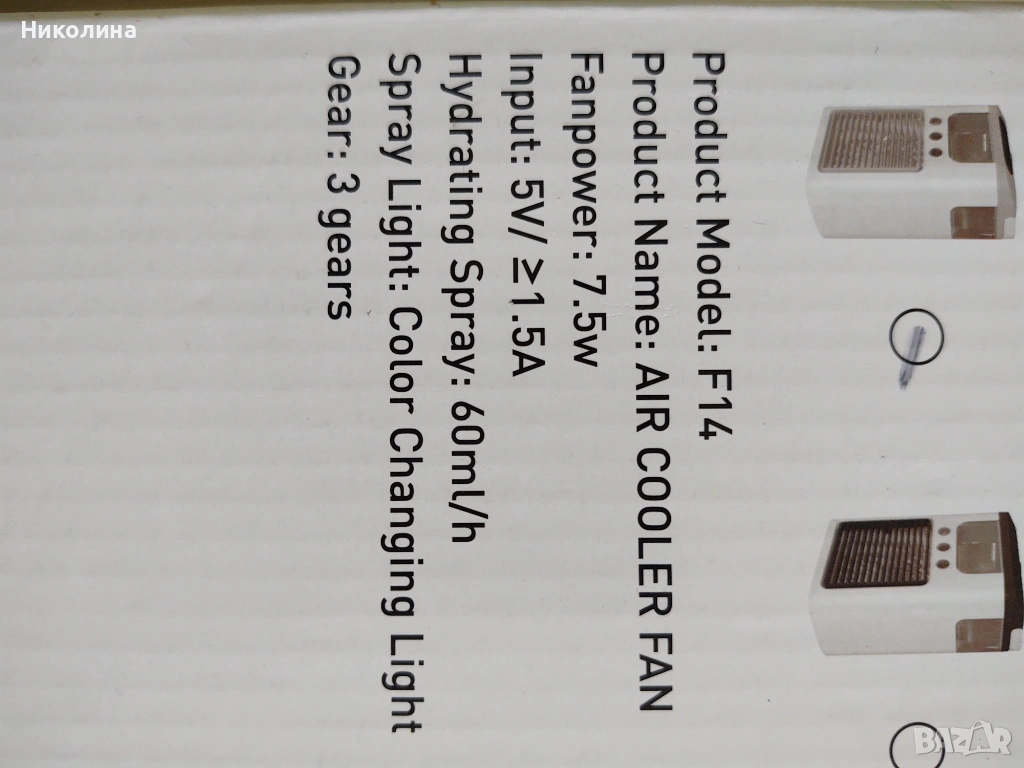 Николина
Product Model: F14
Product Name: AIR COOLER FAN
Fanpower: 7.5w
Input: 5V/ ≥1.5A
Hydrating Spray: 60ml/h
Spray Light: Color Changing Light
Gear: 3 gears
BAZAR